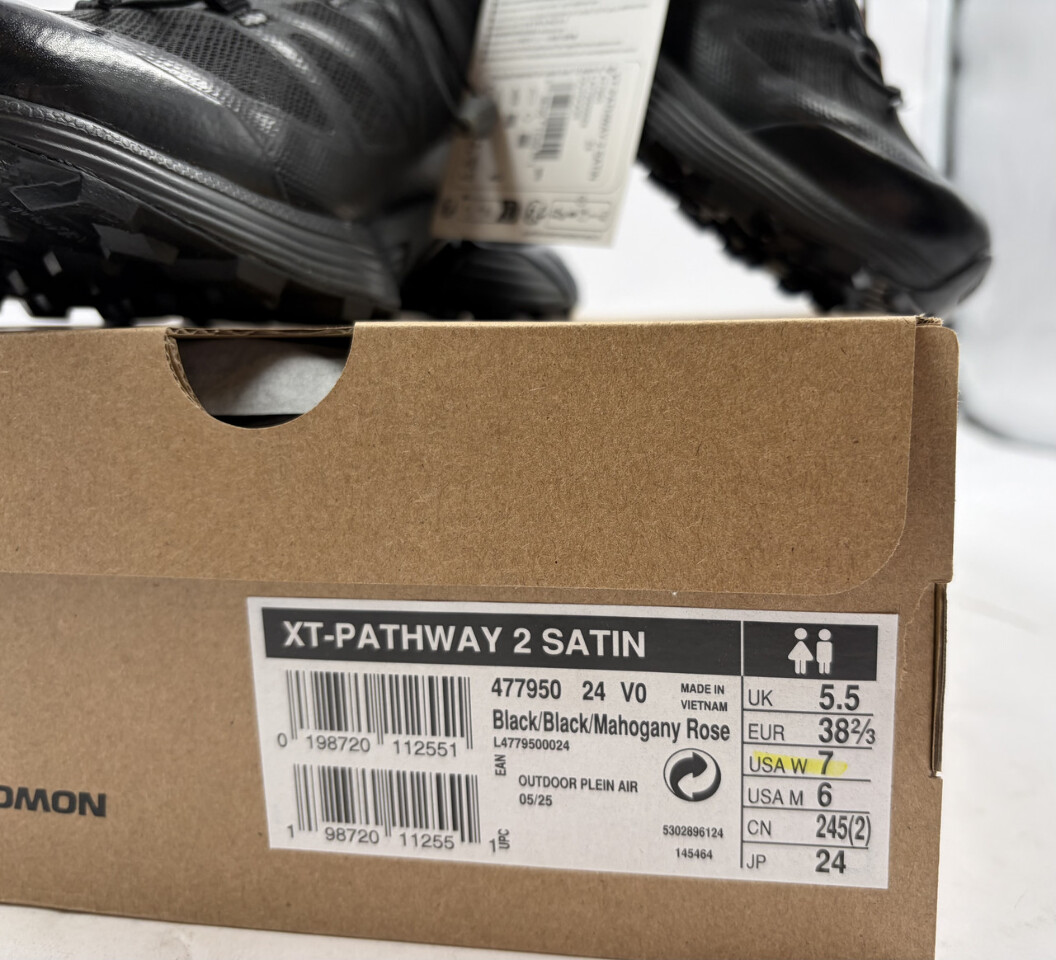 XT-PATHWAY 2 SATIN
477950 24 V0
MADE IN
VIETNAM
Black/Black/Mahogany Rose
L4779500024
0 198720 112551
EAN
OUTDOOR PLEIN AIR
05/25
1 98720 11255 1
UPC
5302896124
145464
UK 5.5
EUR 38⅔
USA W 7
USA M 6
CN 245(2)
JP 24
OMON